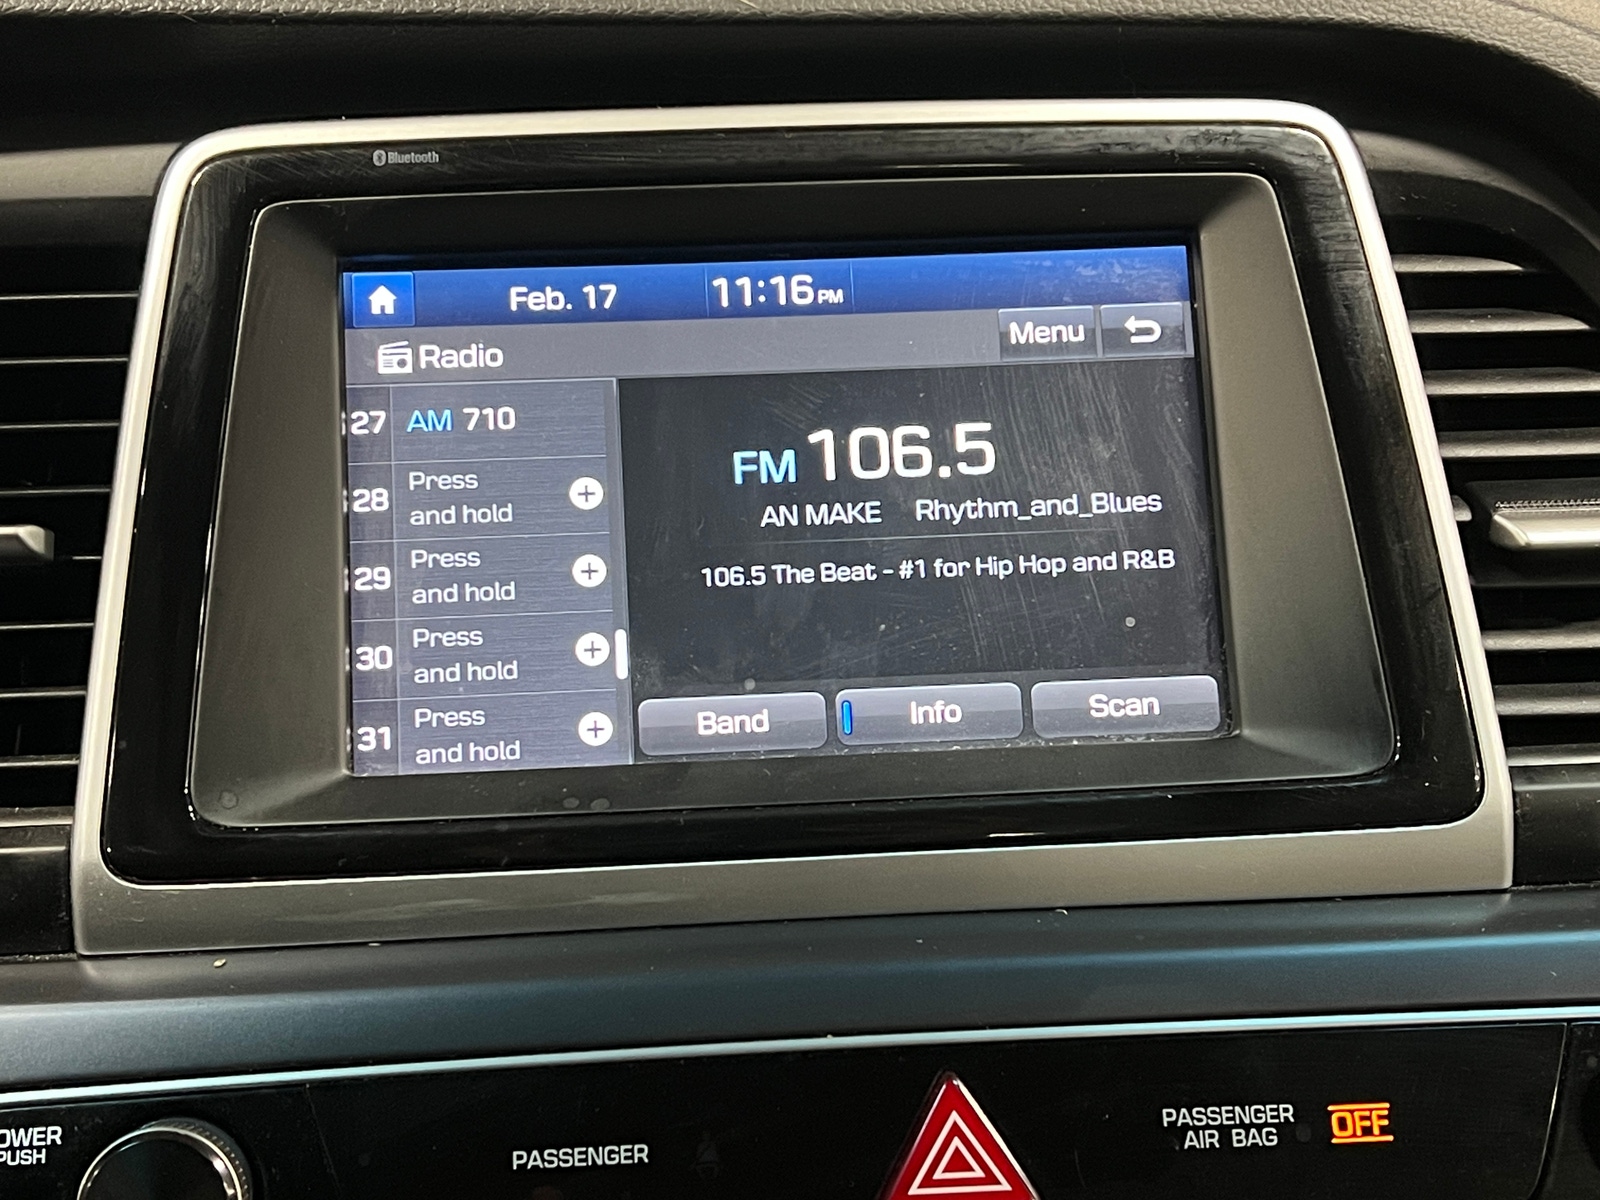 Bluetooth
Feb. 17 11:16 PM
Radio Menu
27 AM 710
28 Press
and hold
29 Press
and hold
30 Press
and hold
31 Press
and hold
FM 106.5
AN MAKE Rhythm_and_Blues
106.5 The Beat - #1 for Hip Hop and R&B
Band Info Scan
PUSH
PASSENGER
PASSENGER
AIR BAG OFF